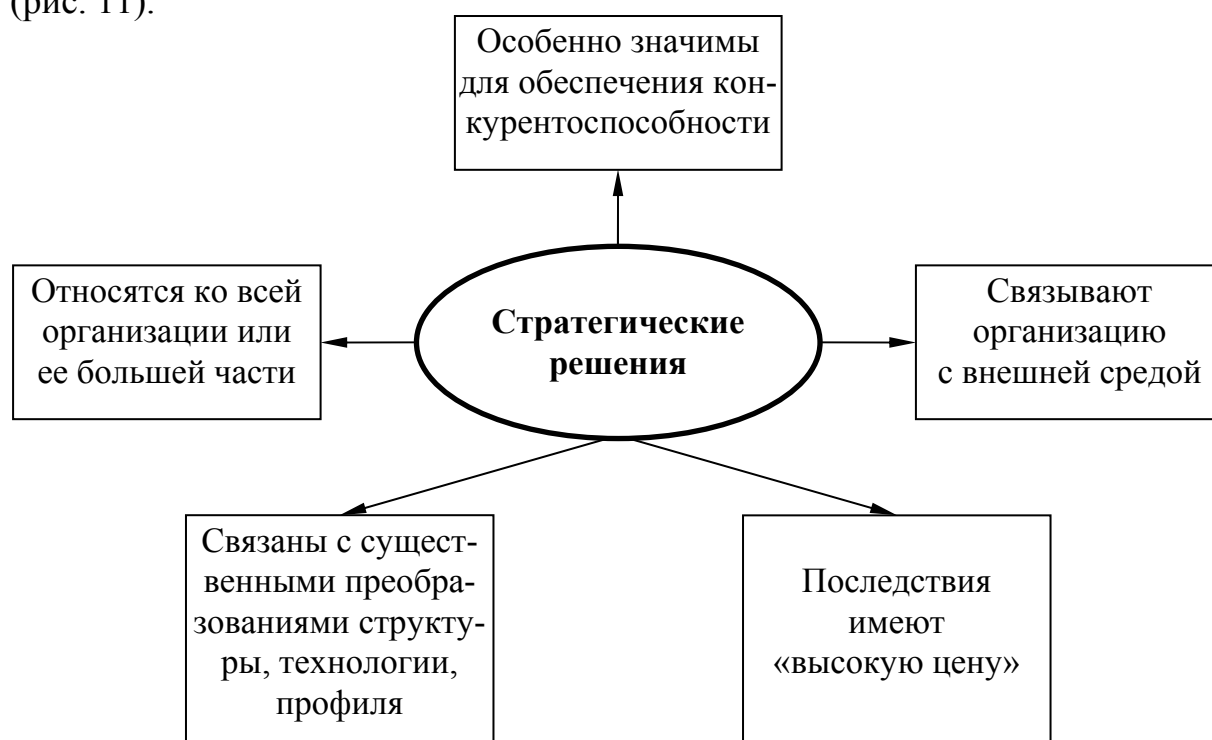 (рис. 11).
Особенно значимы
для обеспечения кон-
курентоспособности
Относятся ко всей
организации или
ее большей части
Стратегические
решения
Связывают
организацию
с внешней средой
Связаны с сущест-
венными преобра-
зованиями структу-
ры, технологии,
профиля
Последствия
имеют
«высокую цену»